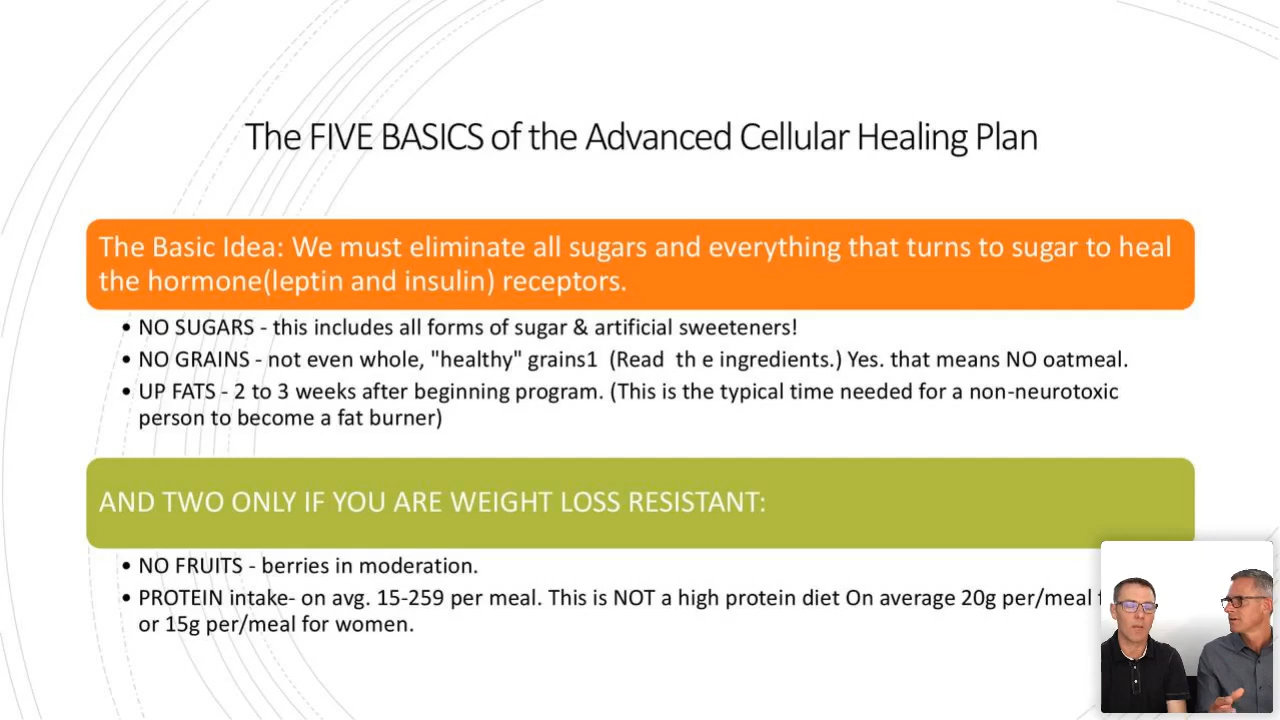 The FIVE BASICS of the Advanced Cellular Healing Plan
The Basic Idea: We must eliminate all sugars and everything that turns to sugar to heal
the hormone(leptin and insulin) receptors.
• NO SUGARS - this includes all forms of sugar & artificial sweeteners!
• NO GRAINS - not even whole, "healthy" grains1 (Read th e ingredients.) Yes. that means NO oatmeal.
• UP FATS - 2 to 3 weeks after beginning program. (This is the typical time needed for a non-neurotoxic
person to become a fat burner)
AND TWO ONLY IF YOU ARE WEIGHT LOSS RESISTANT:
• NO FRUITS - berries in moderation.
• PROTEIN intake- on avg. 15-259 per meal. This is NOT a high protein diet On average 20g per/meal
or 15g per/meal for women.